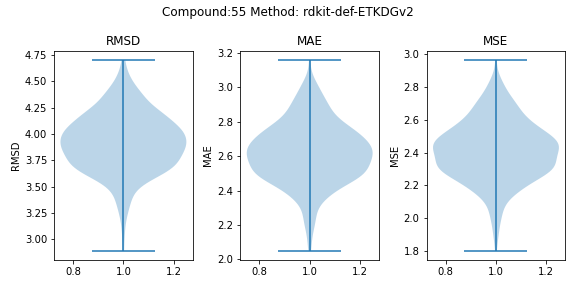 Compound:55 Method: rdkit-def-ETKDGv2
RMSD
MAE
MSE
RMSD
4.75
4.50
4.25
4.00
3.75
3.50
3.25
3.00
0.8 1.0 1.2
MAE
3.2
3.0
2.8
2.6
2.4
2.2
2.0
0.8 1.0 1.2
MSE
3.0
2.8
2.6
2.4
2.2
2.0
1.8
0.8 1.0 1.2